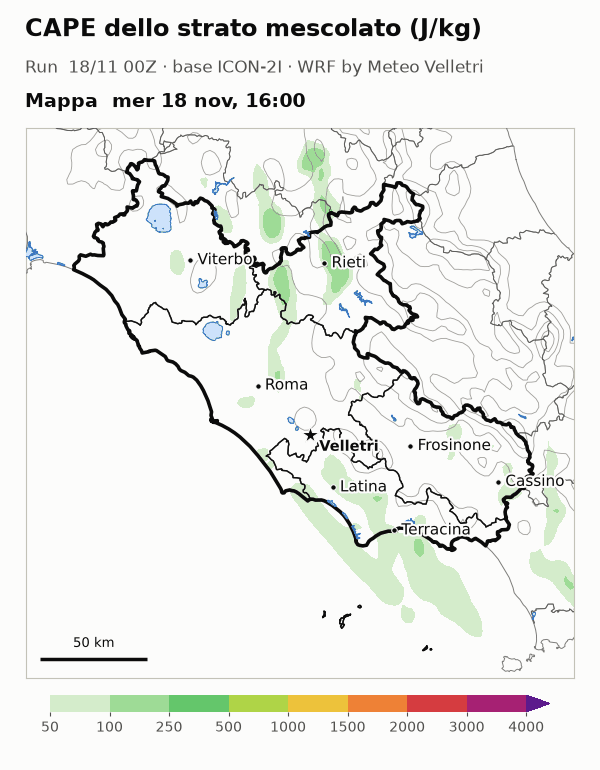 CAPE dello strato mescolato (J/kg)
Run  18/11 00Z · base ICON-2I · WRF by Meteo Velletri
Mappa  mer 18 nov, 16:00
Viterbo
Rieti
Roma
Velletri
Frosinone
Latina
Cassino
Terracina
50 km
50 100 250 500 1000 1500 2000 3000 4000